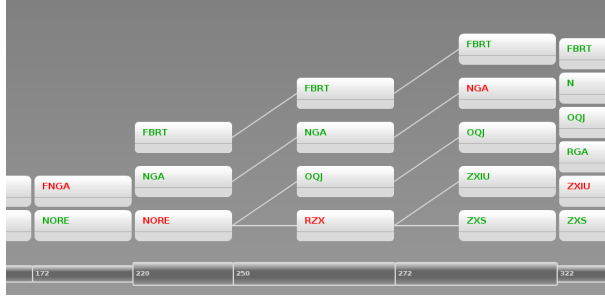 FBRT
FBRT
FBRT
NGA
N
FBRT
NGA
OQJ
OQJ
RGA
FNGA
NGA
OQJ
ZXIU
ZXIU
NORE
NORE
RZX
ZXS
ZXS
172
220
250
272
322